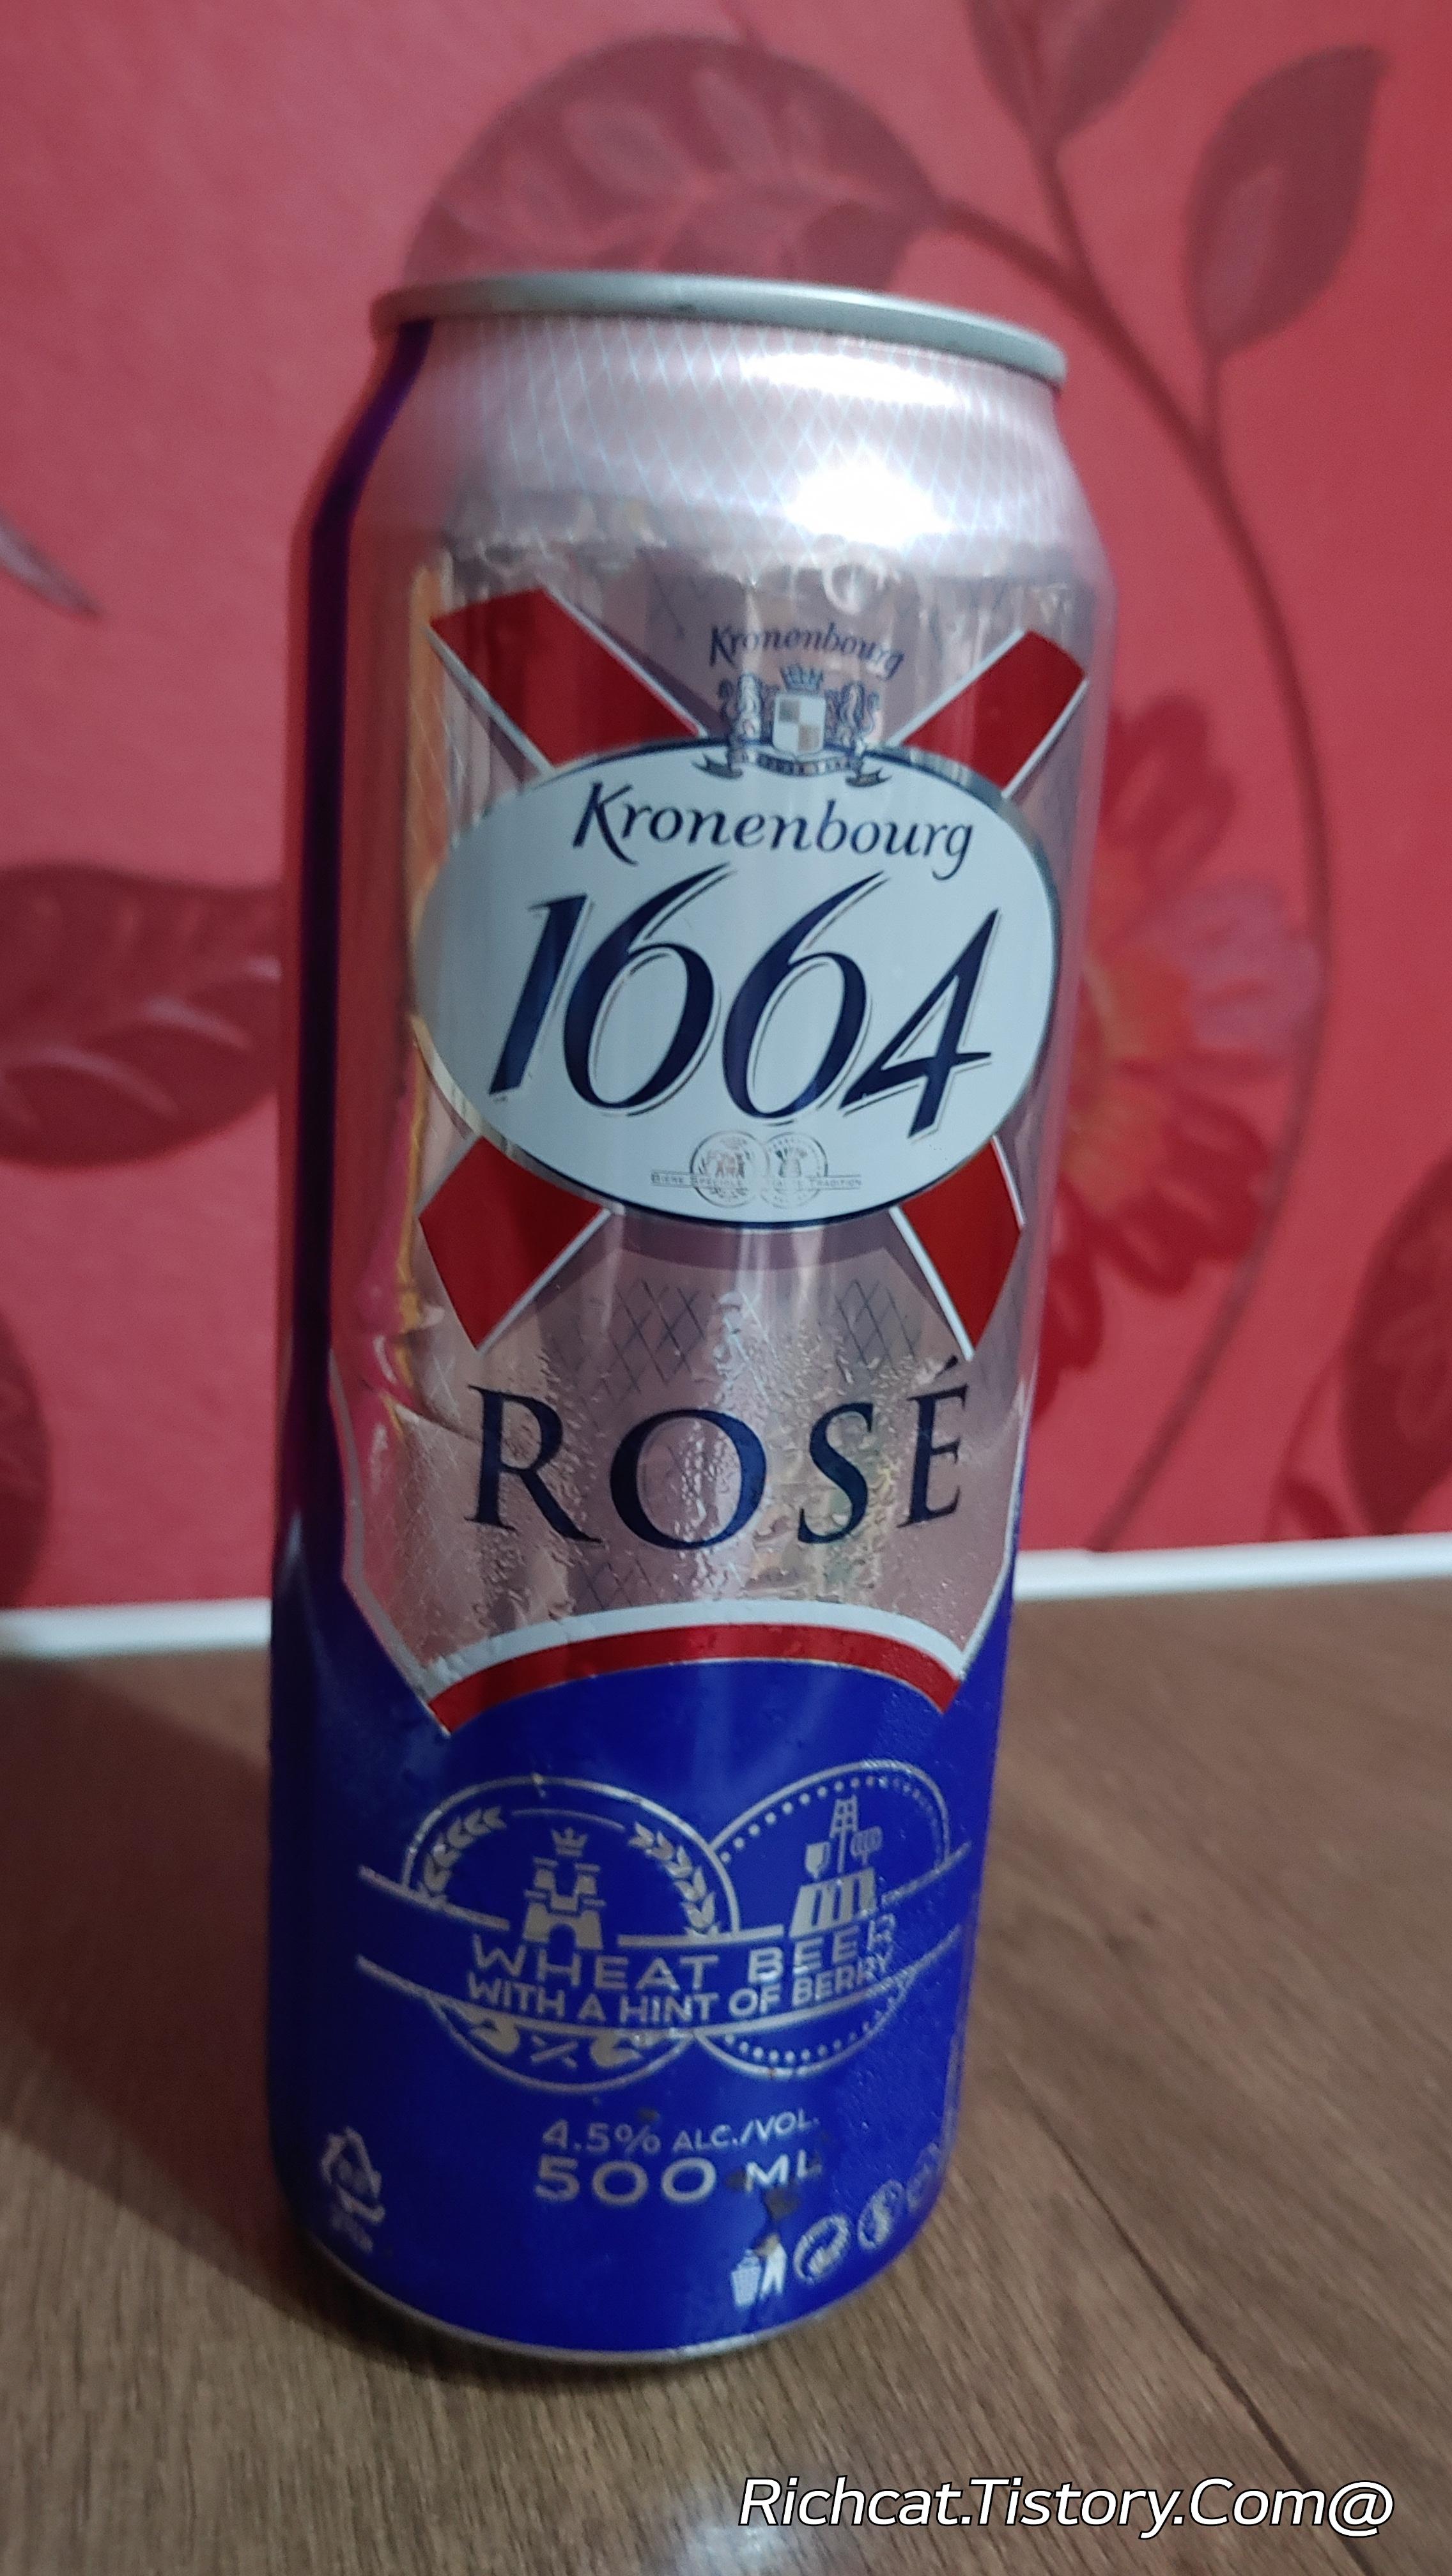 Kronenbourg
Kronenbourg
1664
ROSÉ
WHEAT BEER
WITH A HINT OF BERRY
4.5% ALC./VOL.
500 ML
Richcat.Tistory.Com@